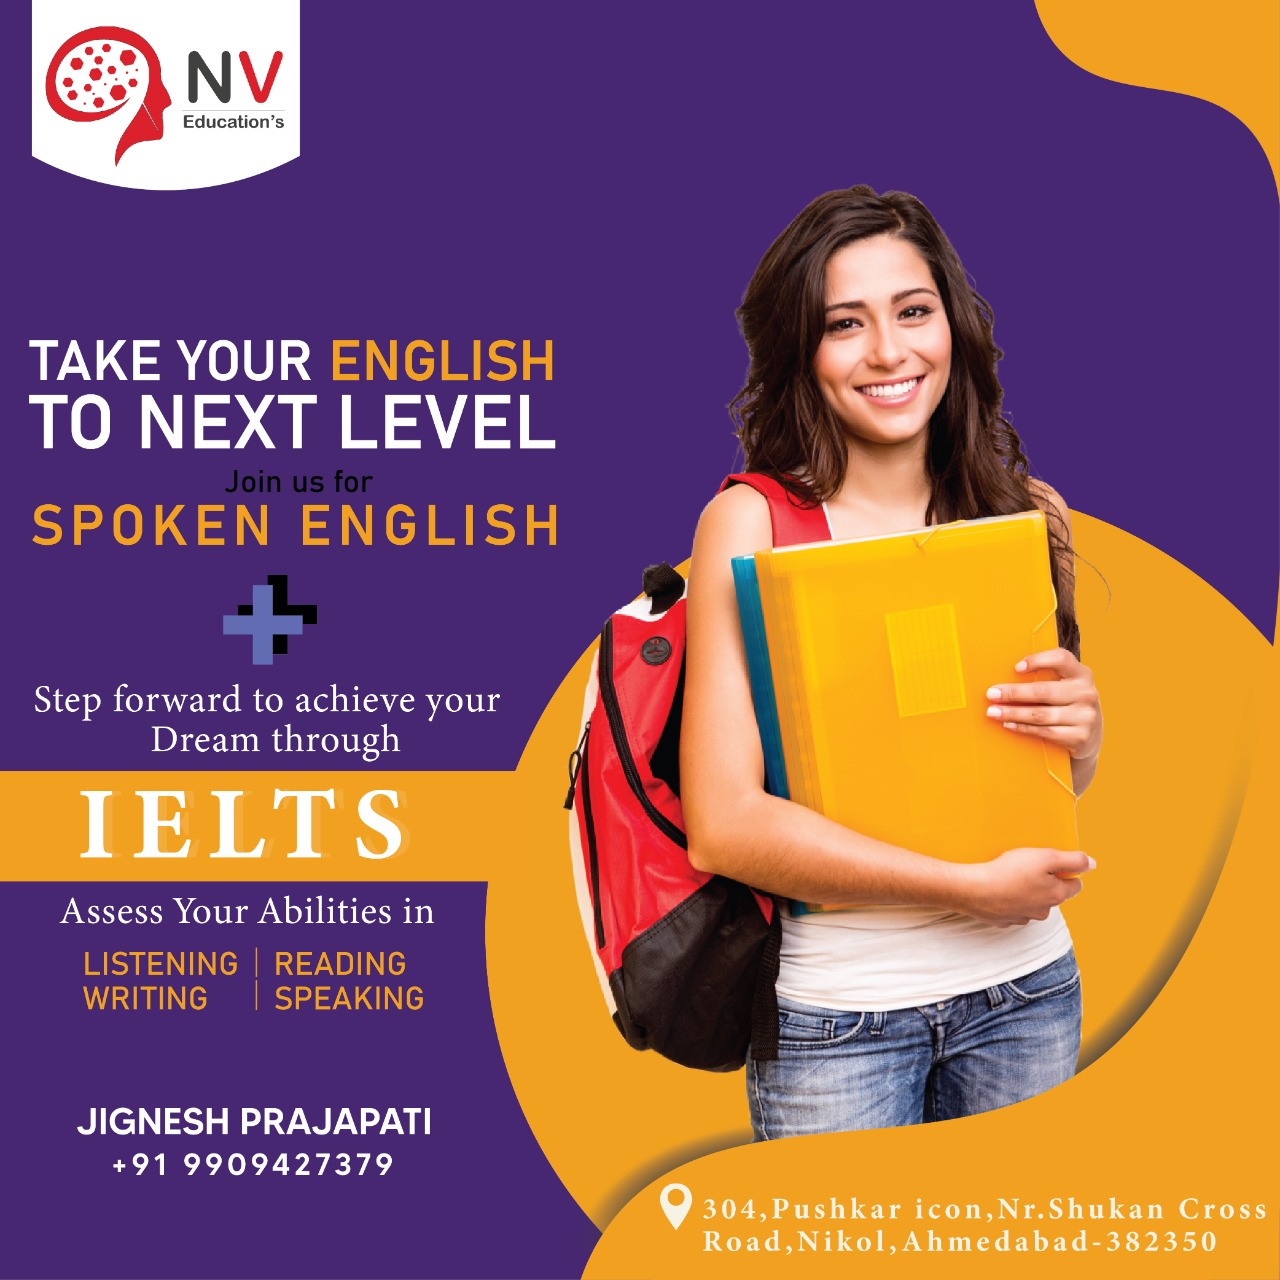 NV
Education's
TAKE YOUR ENGLISH
TO NEXT LEVEL
Join us for
SPOKEN ENGLISH
Step forward to achieve your
Dream through
IELTS
Assess Your Abilities in
LISTENING | READING
WRITING | SPEAKING
JIGNESH PRAJAPATI
+91 9909427379
304,Pushkar icon,Nr.Shukan Cross
Road,Nikol,Ahmedabad-382350